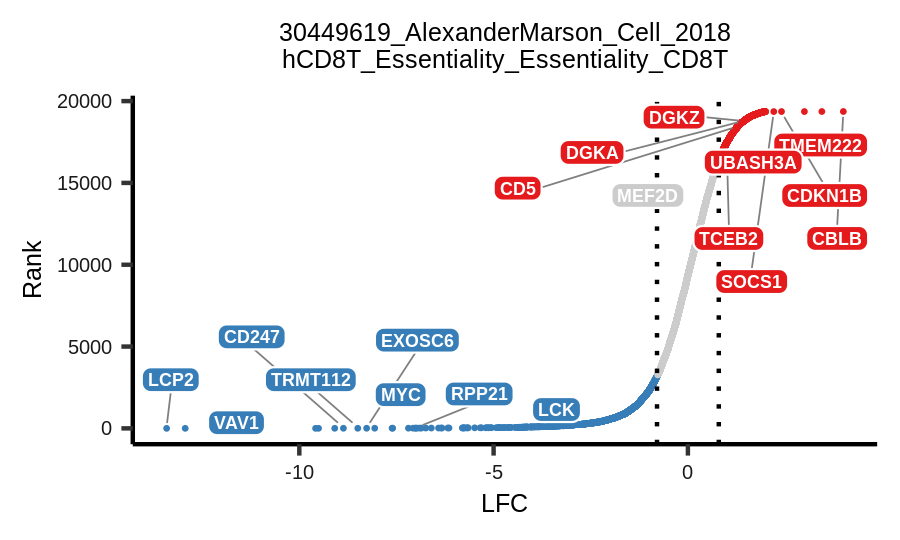 30449619_AlexanderMarson_Cell_2018
hCD8T_Essentiality_Essentiality_CD8T
20000
15000
10000
5000
0
Rank
DGKZ
DGKA
TMEM222
UBASH3A
CD5
MEF2D
CDKN1B
TCEB2
CBLB
SOCS1
CD247
EXOSC6
LCP2
TRMT112
MYC
RPP21
VAV1
LCK
-10
-5
0
LFC